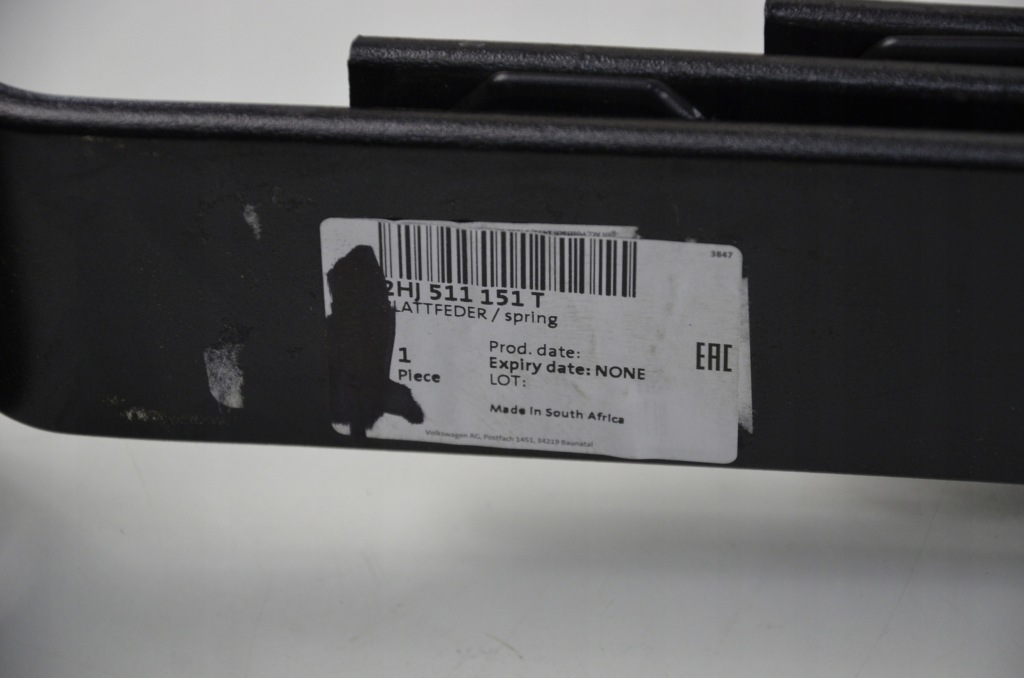 3847
2HJ 511 151 T
LATTFEDER / spring
1
Piece
Prod. date:
Expiry date: NONE
LOT:
EAC
Made in South Africa
Volkswagen AG, Postfach 1451, 34219 Baunatal